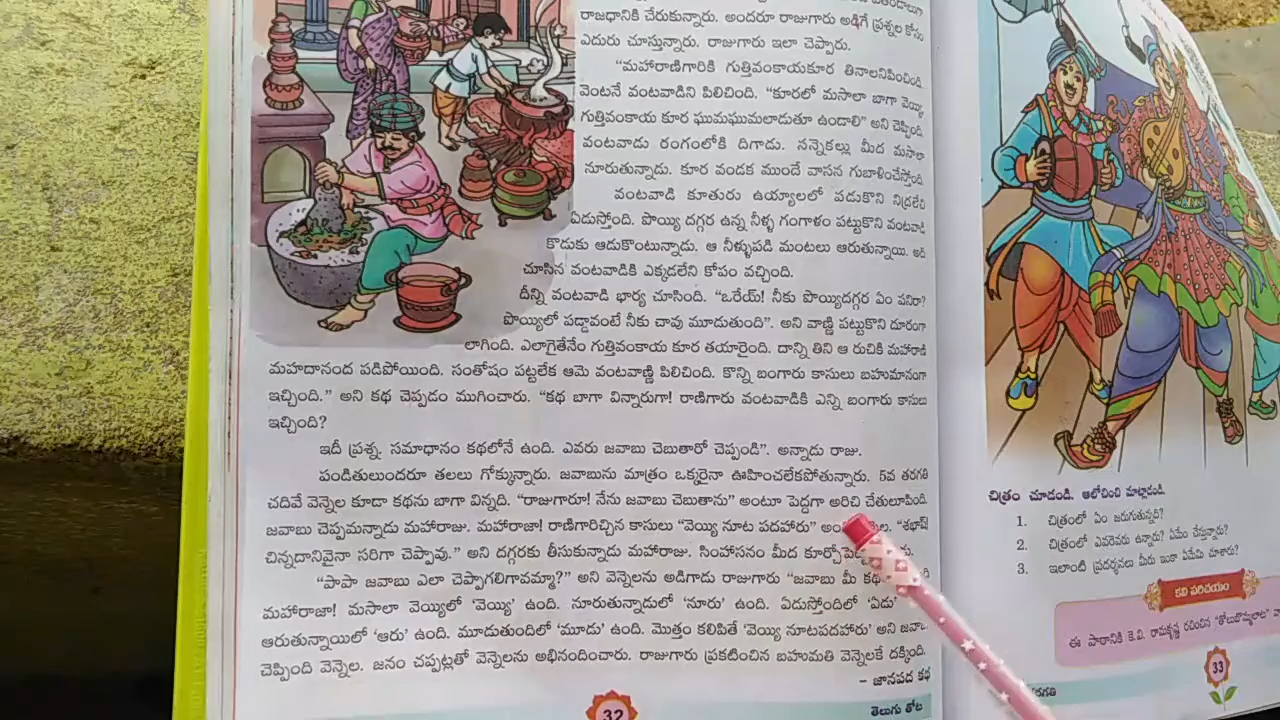 రాజధానికి చేరుకున్నారు. అందరూ రాజుగారు అడిగే ప్రశ్నల కోసం
ఎదురు చూస్తున్నారు. రాజుగారు ఇలా చెప్పారు.
"మహారాణిగారికి గుత్తివంకాయకూర తినాలనిపించింది.
వెంటనే వంటవాడిని పిలిచింది. "కూరలో మసాలా బాగా వెయ్యి.
గుత్తివంకాయ కూర ఘుమఘుమలాడుతూ ఉండాలి" అని చెప్పింది.
వంటవాడు రంగంలోకి దిగాడు. సన్నెకల్లు మీద మసాలా
నూరుతున్నాడు. కూర వండక ముందే వాసన గుబాళించేస్తోంది.
వంటవాడి కూతురు ఉయ్యాలలో పడుకొని నిద్రలేచి
ఏడుస్తోంది. పొయ్యి దగ్గర ఉన్న నీళ్ళ గంగాళం పట్టుకొని వంటవాడి
కొడుకు ఆడుకొంటున్నాడు. ఆ నీళ్ళుపడి మంటలు ఆరుతున్నాయి. అది
చూసిన వంటవాడికి ఎక్కడలేని కోపం వచ్చింది.
దీన్ని వంటవాడి భార్య చూసింది. "ఒరేయ్! నీకు పొయ్యిదగ్గర ఏం పనిరా?
పొయ్యిలో పడ్డావంటే నీకు చావు మూడుతుంది". అని వాణ్ణి పట్టుకొని దూరంగా
లాగింది. ఎలాగైతేనేం గుత్తివంకాయ కూర తయారైంది. దాన్ని తిని ఆ రుచికి మహారాణి
మహదానంద పడిపోయింది. సంతోషం పట్టలేక ఆమె వంటవాణ్ణి పిలిచింది. కొన్ని బంగారు కాసులు బహుమానంగా
ఇచ్చింది." అని కథ చెప్పడం ముగించారు. "కథ బాగా విన్నారుగా! రాణిగారు వంటవాడికి ఎన్ని బంగారు కాసులు
ఇచ్చింది?
ఇదీ ప్రశ్న. సమాధానం కథలోనే ఉంది. ఎవరు జవాబు చెబుతారో చెప్పండి". అన్నాడు రాజు.
పండితులుందరూ తలలు గోక్కున్నారు. జవాబును మాత్రం ఒక్కరైనా ఊహించలేకపోతున్నారు. 5వ తరగతి
చదివే వెన్నెల కూడా కథను బాగా విన్నది. "రాజుగారూ! నేను జవాబు చెబుతాను" అంటూ పెద్దగా అరిచి చేతులూపింది.
జవాబు చెప్పమన్నాడు మహారాజు. మహారాజా! రాణిగారిచ్చిన కాసులు "వెయ్యి నూట పదహారు" "శభాష్
చిన్నదానివైనా సరిగా చెప్పావు." అని దగ్గరకు తీసుకున్నాడు మహారాజు. సింహాసనం మీద
"పాపా జవాబు ఎలా చెప్పాగలిగావమ్మా?" అని వెన్నెలను అడిగాడు రాజుగారు "జవాబు మీ
మహారాజా! మసాలా వెయ్యిలో 'వెయ్యి' ఉంది. నూరుతున్నాడులో 'నూరు' ఉంది. ఏడుస్తోందిలో 'ఏడు'
ఆరుతున్నాయిలో 'ఆరు' ఉంది. మూడుతుందిలో 'మూడు' ఉంది. మొత్తం కలిపితే 'వెయ్యి నూటపదహారు' అని
చెప్పింది వెన్నెల. జనం చప్పట్లతో వెన్నెలను అభినందించారు. రాజుగారు ప్రకటించిన బహుమతి వెన్నెలకే దక్కింది.
– జానపద కథ
32
తెలుగు తోట
చిత్రం చూడండి. ఆలోచించి మాట్లాడండి.
1. చిత్రంలో ఏం జరుగుతున్నది?
2. చిత్రంలో ఎవరెవరు ఉన్నారు? ఏమేం చేస్తున్నారు?
3. ఇలాంటి ప్రదర్శనలు మీరు ఇంకా ఏమేమి చూశారు?
కవి పరిచయం
ఈ పాఠానికి కె.వి. రామకృష్ణ రచించిన "తోలుబొమ్మలాట"
33